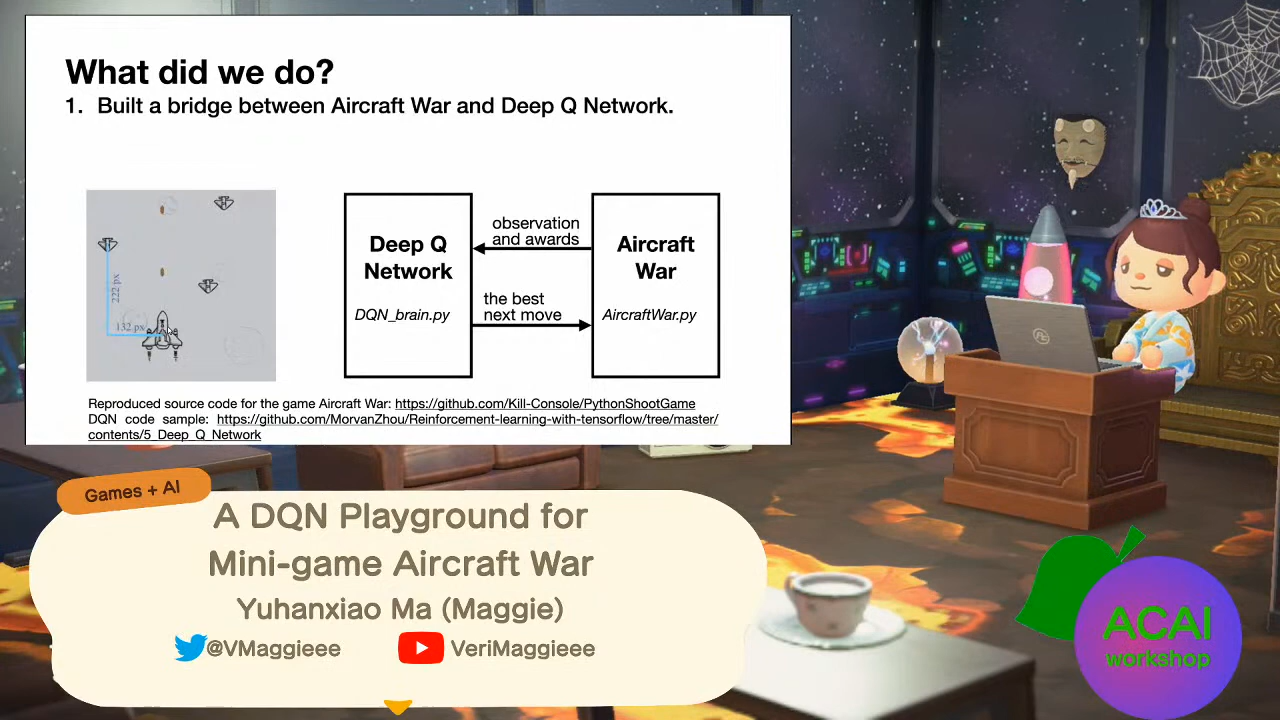 What did we do?
1. Built a bridge between Aircraft War and Deep Q Network.
222 px
132 px
Deep Q
Network
DQN_brain.py
observation
and awards
the best
next move
Aircraft
War
AircraftWar.py
Reproduced source code for the game Aircraft War: https://github.com/Kill-Console/PythonShootGame
DQN code sample: https://github.com/MorvanZhou/Reinforcement-learning-with-tensorflow/tree/master/
contents/5_Deep_Q_Network
Games + AI
A DQN Playground for
Mini-game Aircraft War
Yuhanxiao Ma (Maggie)
@VMaggieee
VeriMaggieee
ACAI
workshop